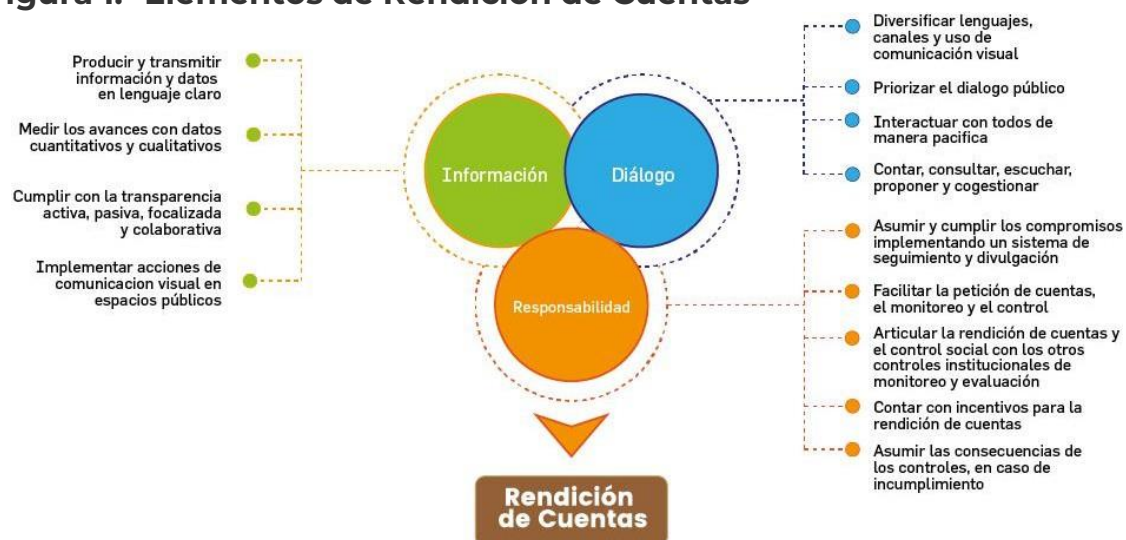 igura 1. Elementos de Rendición de Cuentas
Producir y transmitir
información y datos
en lenguaje claro
Medir los avances con datos
cuantitativos y cualitativos
Cumplir con la transparencia
activa, pasiva, focalizada
y colaborativa
Implementar acciones de
comunicacion visual en
espacios públicos
Información
Diálogo
Responsabilidad
Diversificar lenguajes,
canales y uso de
comunicación visual
Priorizar el dialogo público
Interactuar con todos de
manera pacifica
Contar, consultar, escuchar,
proponer y cogestionar
Asumir y cumplir los compromisos
implementando un sistema de
seguimiento y divulgación
Facilitar la petición de cuentas,
el monitoreo y el control
Articular la rendición de cuentas y
el control social con los otros
controles institucionales de
monitoreo y evaluación
Contar con incentivos para la
rendición de cuentas
Asumir las consecuencias de
los controles, en caso de
incumplimiento
Rendición
de Cuentas